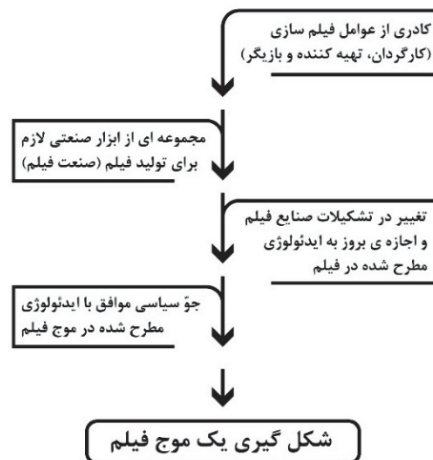 کادری از عوامل فیلم سازی
(کارگردان، تهیه کننده و بازیگر)
مجموعه ای از ابزار صنعتی لازم
برای تولید فیلم (صنعت فیلم)
تغییر در تشکیلات صنایع فیلم
و اجازه ی بروز به ایدئولوژی
مطرح شده در فیلم
جوّ سیاسی موافق با ایدئولوژی
مطرح شده در موج فیلم
شکل گیری یک موج فیلم